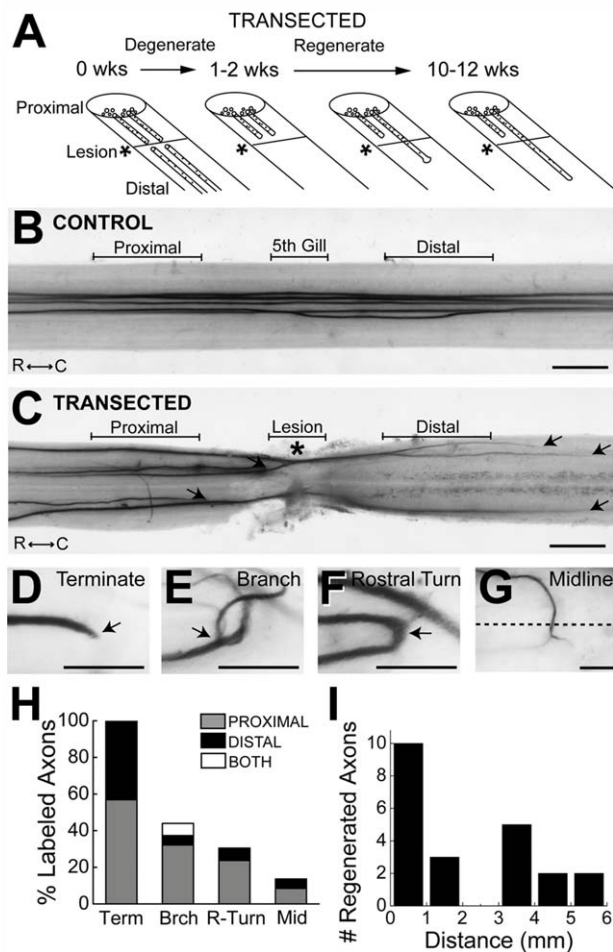 A
TRANSECTED
Degenerate Regenerate
0 wks 1-2 wks 10-12 wks
Proximal
Lesion *
*
*
*
Distal
B CONTROL
Proximal 5th Gill Distal
R C
C TRANSECTED
Proximal Lesion Distal
*
R C
D Terminate
E Branch
F Rostral Turn
G Midline
H
% Labeled Axons
100
80
60
40
20
0
PROXIMAL
DISTAL
BOTH
Term Brch R-Turn Mid
I
# Regenerated Axons
10
8
6
4
2
0
0 1 2 3 4 5 6
Distance (mm)